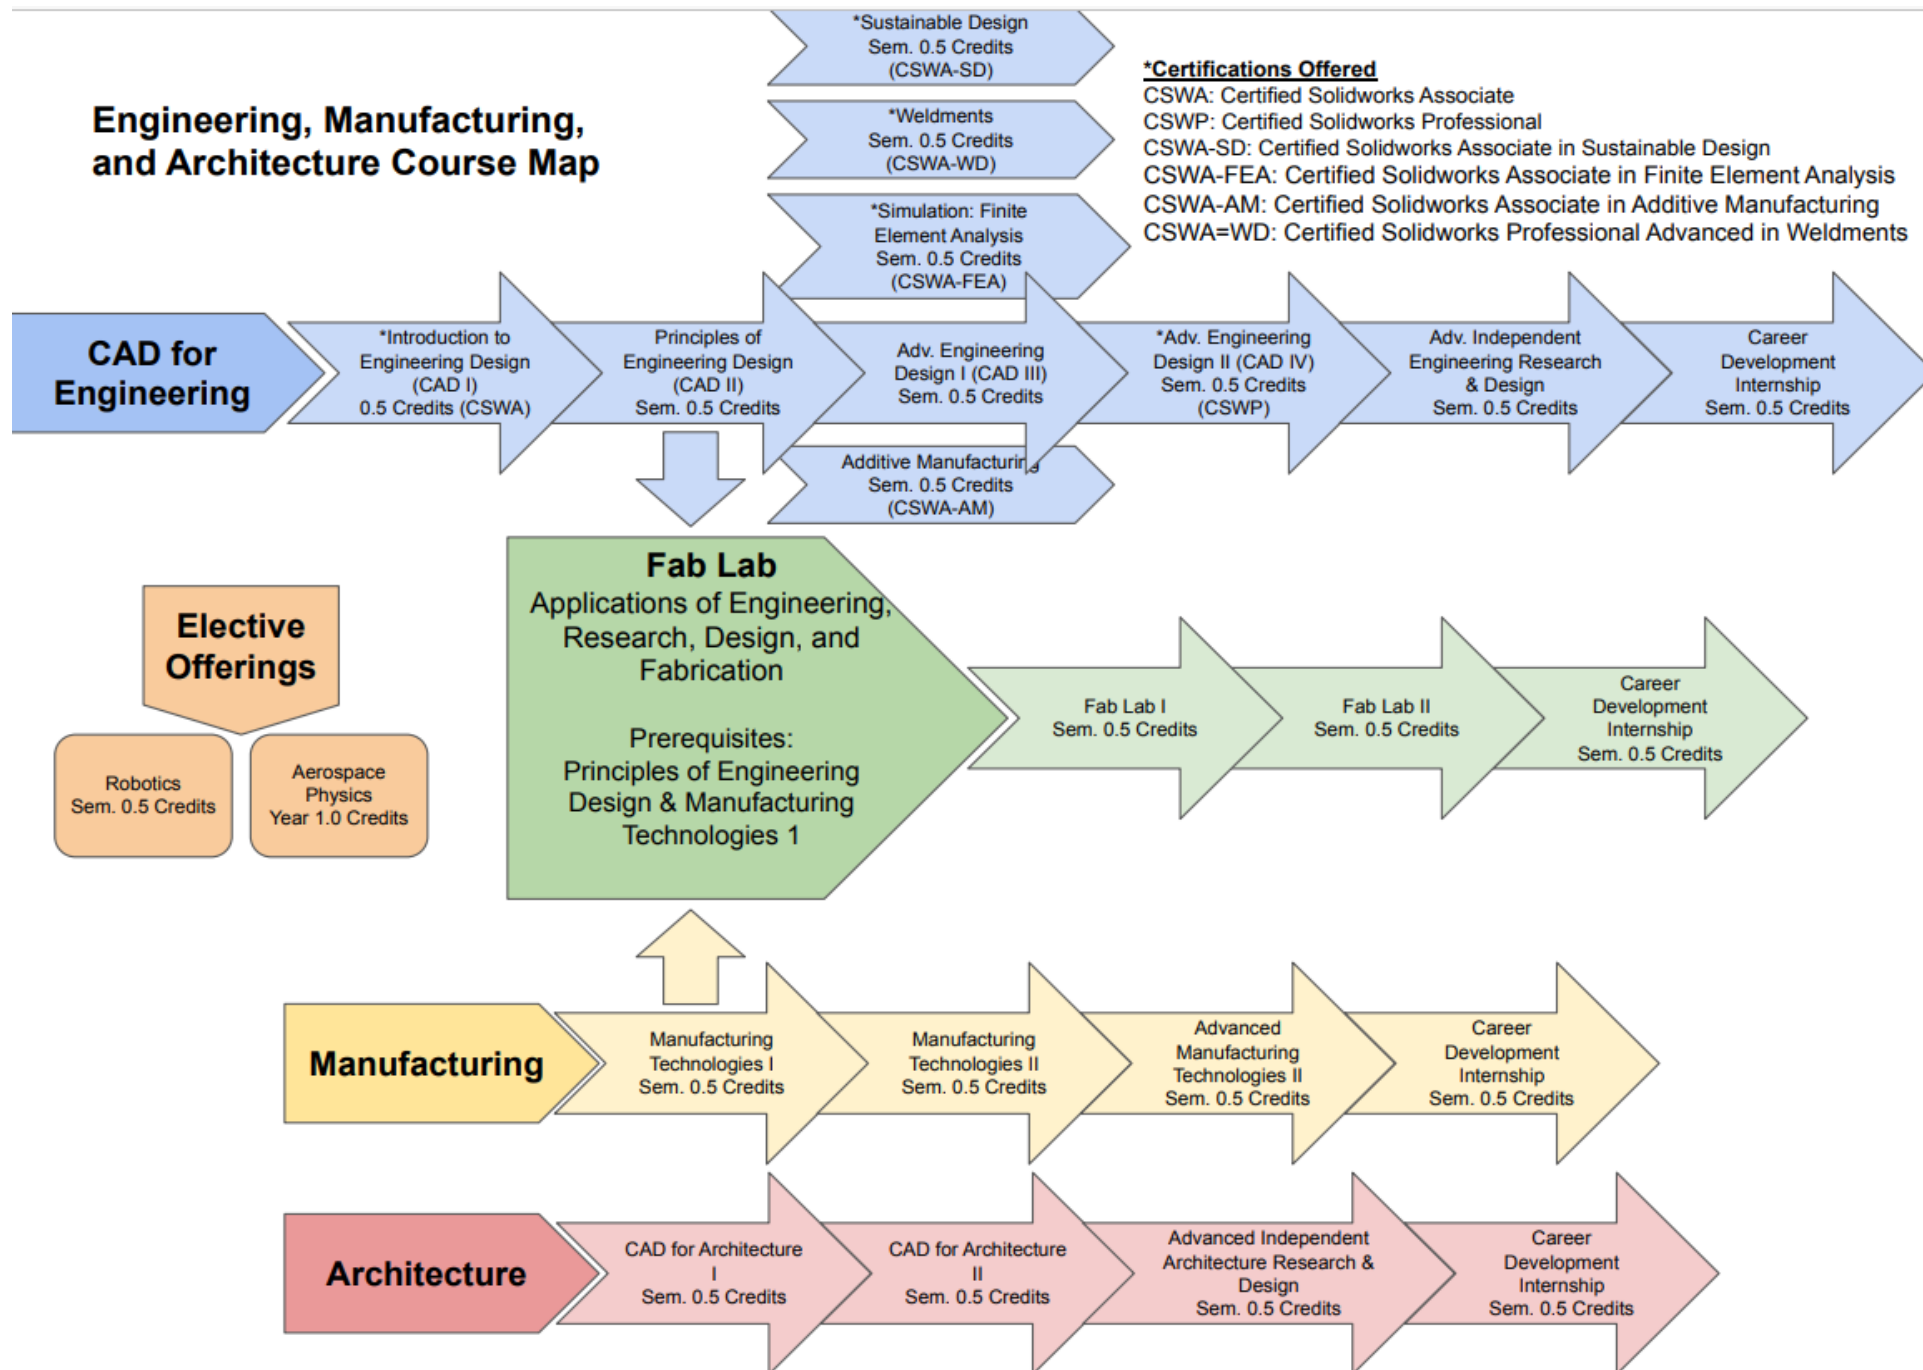 Engineering, Manufacturing,
and Architecture Course Map
*Sustainable Design
Sem. 0.5 Credits
(CSWA-SD)
*Weldments
Sem. 0.5 Credits
(CSWA-WD)
*Simulation: Finite
Element Analysis
Sem. 0.5 Credits
(CSWA-FEA)
*Certifications Offered
CSWA: Certified Solidworks Associate
CSWP: Certified Solidworks Professional
CSWA-SD: Certified Solidworks Associate in Sustainable Design
CSWA-FEA: Certified Solidworks Associate in Finite Element Analysis
CSWA-AM: Certified Solidworks Associate in Additive Manufacturing
CSWA=WD: Certified Solidworks Professional Advanced in Weldments
CAD for
Engineering
*Introduction to
Engineering Design
(CAD I)
0.5 Credits (CSWA)
Principles of
Engineering Design
(CAD II)
Sem. 0.5 Credits
Adv. Engineering
Design I (CAD III)
Sem. 0.5 Credits
*Adv. Engineering
Design II (CAD IV)
Sem. 0.5 Credits
(CSWP)
Adv. Independent
Engineering Research
& Design
Sem. 0.5 Credits
Career
Development
Internship
Sem. 0.5 Credits
Additive Manufacturing
Sem. 0.5 Credits
(CSWA-AM)
Fab Lab
Applications of Engineering,
Research, Design, and
Fabrication
Prerequisites:
Principles of Engineering
Design & Manufacturing
Technologies 1
Fab Lab I
Sem. 0.5 Credits
Fab Lab II
Sem. 0.5 Credits
Career
Development
Internship
Sem. 0.5 Credits
Elective
Offerings
Robotics
Sem. 0.5 Credits
Aerospace
Physics
Year 1.0 Credits
Manufacturing
Manufacturing
Technologies I
Sem. 0.5 Credits
Manufacturing
Technologies II
Sem. 0.5 Credits
Advanced
Manufacturing
Technologies II
Sem. 0.5 Credits
Career
Development
Internship
Sem. 0.5 Credits
Architecture
CAD for Architecture
I
Sem. 0.5 Credits
CAD for Architecture
II
Sem. 0.5 Credits
Advanced Independent
Architecture Research &
Design
Sem. 0.5 Credits
Career
Development
Internship
Sem. 0.5 Credits